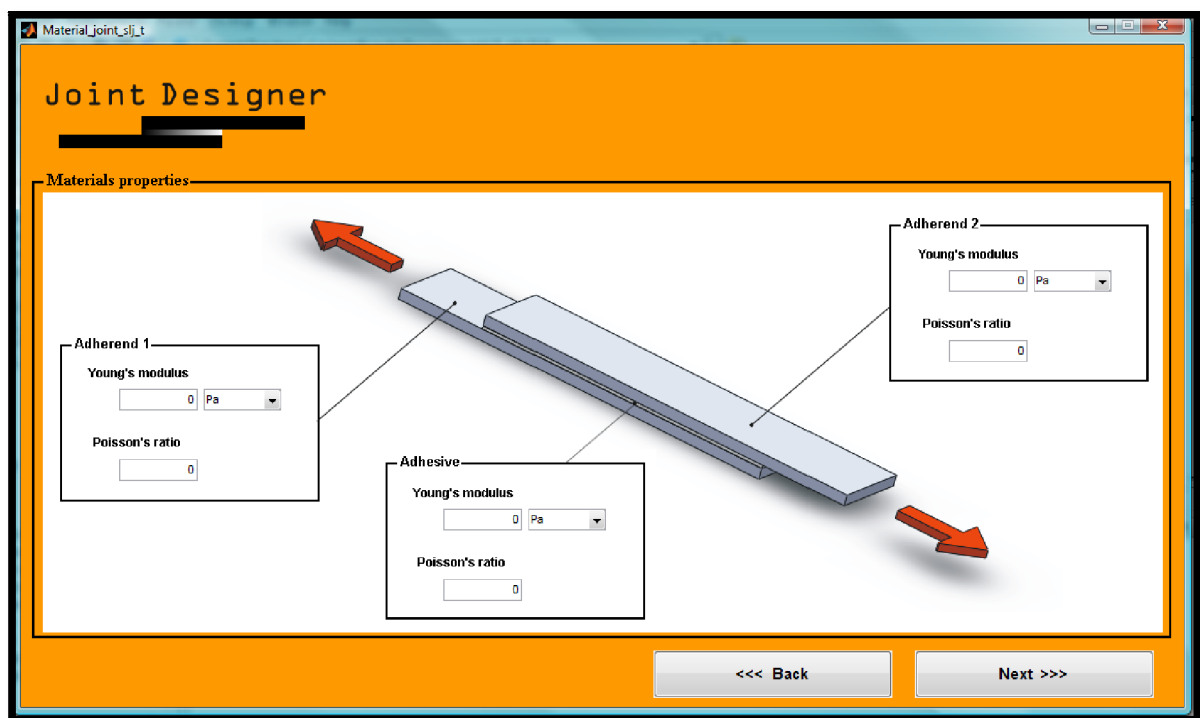 Material_joint_slj_t
Joint Designer
Materials properties
Adherend 2
Young's modulus
0 Pa
Poisson's ratio
0
Adherend 1
Young's modulus
0 Pa
Poisson's ratio
0
Adhesive
Young's modulus
0 Pa
Poisson's ratio
0
<<< Back
Next >>>